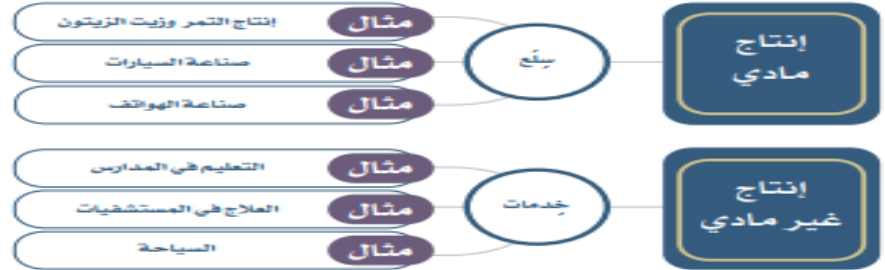 إنتاج
مادي
سِلَع
مثال
إنتاج التمر وزيت الزيتون
مثال
صناعة السيارات
مثال
صناعة الهواتف
إنتاج
غير مادي
خِدمات
مثال
التعليم في المدارس
مثال
العلاج في المستشفيات
مثال
السياحة